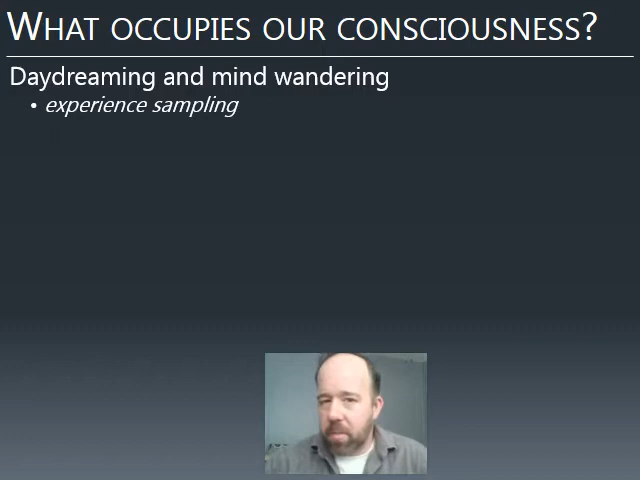 What occupies our consciousness?
Daydreaming and mind wandering
• experience sampling